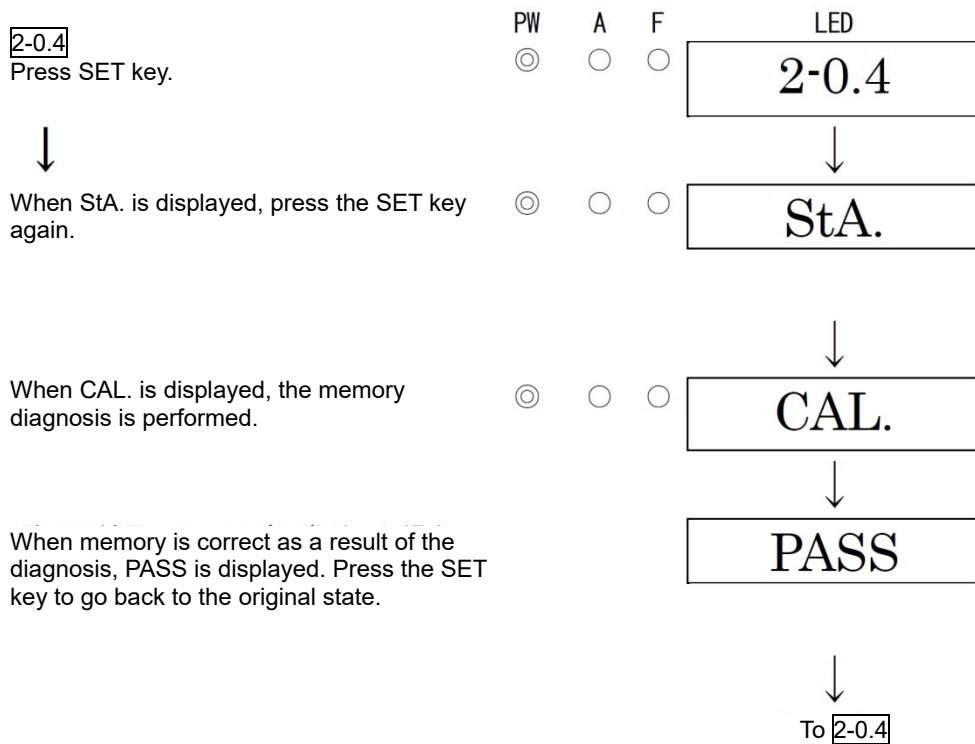 PW A F LED
2-0.4
Press SET key.
2-0.4
When StA. is displayed, press the SET key
again.
StA.
When CAL. is displayed, the memory
diagnosis is performed.
CAL.
When memory is correct as a result of the
diagnosis, PASS is displayed. Press the SET
key to go back to the original state.
PASS
To 2-0.4